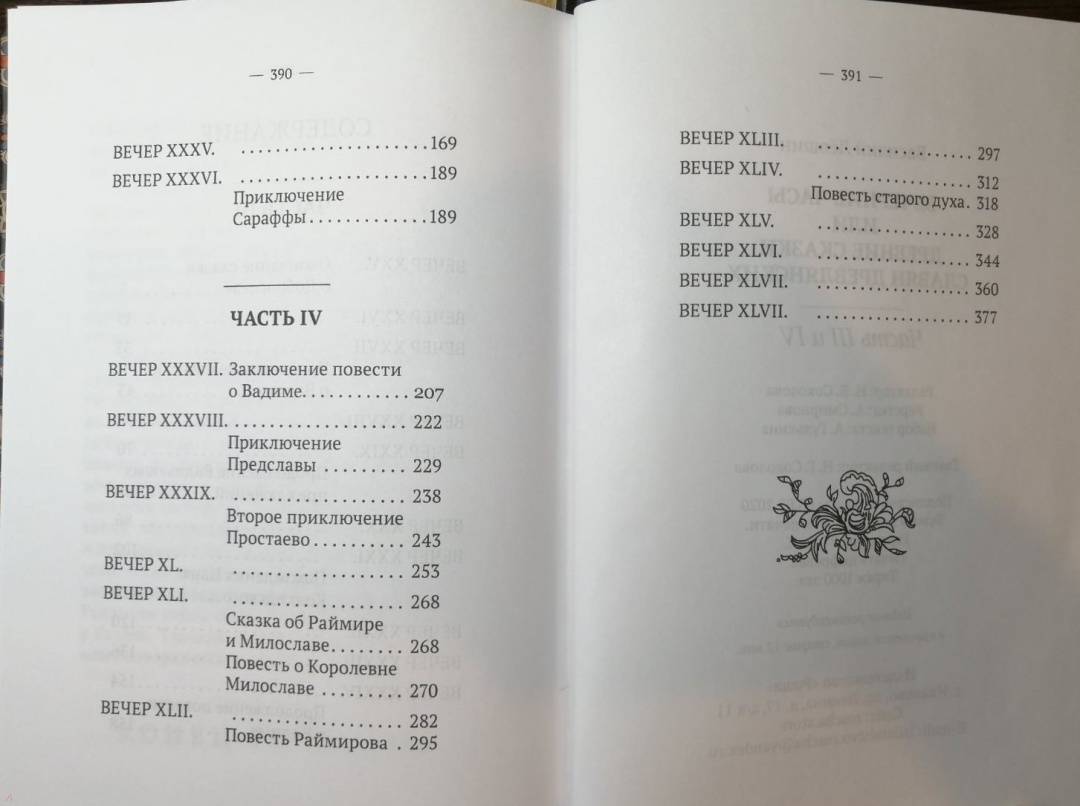 — 390 —
ВЕЧЕР XXXV. ....................169
ВЕЧЕР XXXVI. ....................189
Приключение
Сараффы.............189
ЧАСТЬ IV
ВЕЧЕР XXXVII. Заключение повести
о Вадиме........... 207
ВЕЧЕР XXXVIII. .................... 222
Приключение
Предславы ......... 229
ВЕЧЕР XXXIX. .................... 238
Второе приключение
Простаево.......... 243
ВЕЧЕР XL. .................... 253
ВЕЧЕР XLI. .................... 268
Сказка об Раймире
и Милославе........ 268
Повесть о Королевне
Милославе ......... 270
ВЕЧЕР XLII. .................... 282
Повесть Раймирова . 295
— 391 —
ВЕЧЕР XLIII. .................... 297
ВЕЧЕР XLIV. .................... 312
Повесть старого духа. 318
ВЕЧЕР XLV. .................... 328
ВЕЧЕР XLVI. .................... 344
ВЕЧЕР XLVII. .................... 360
ВЕЧЕР XLVII. .................... 377